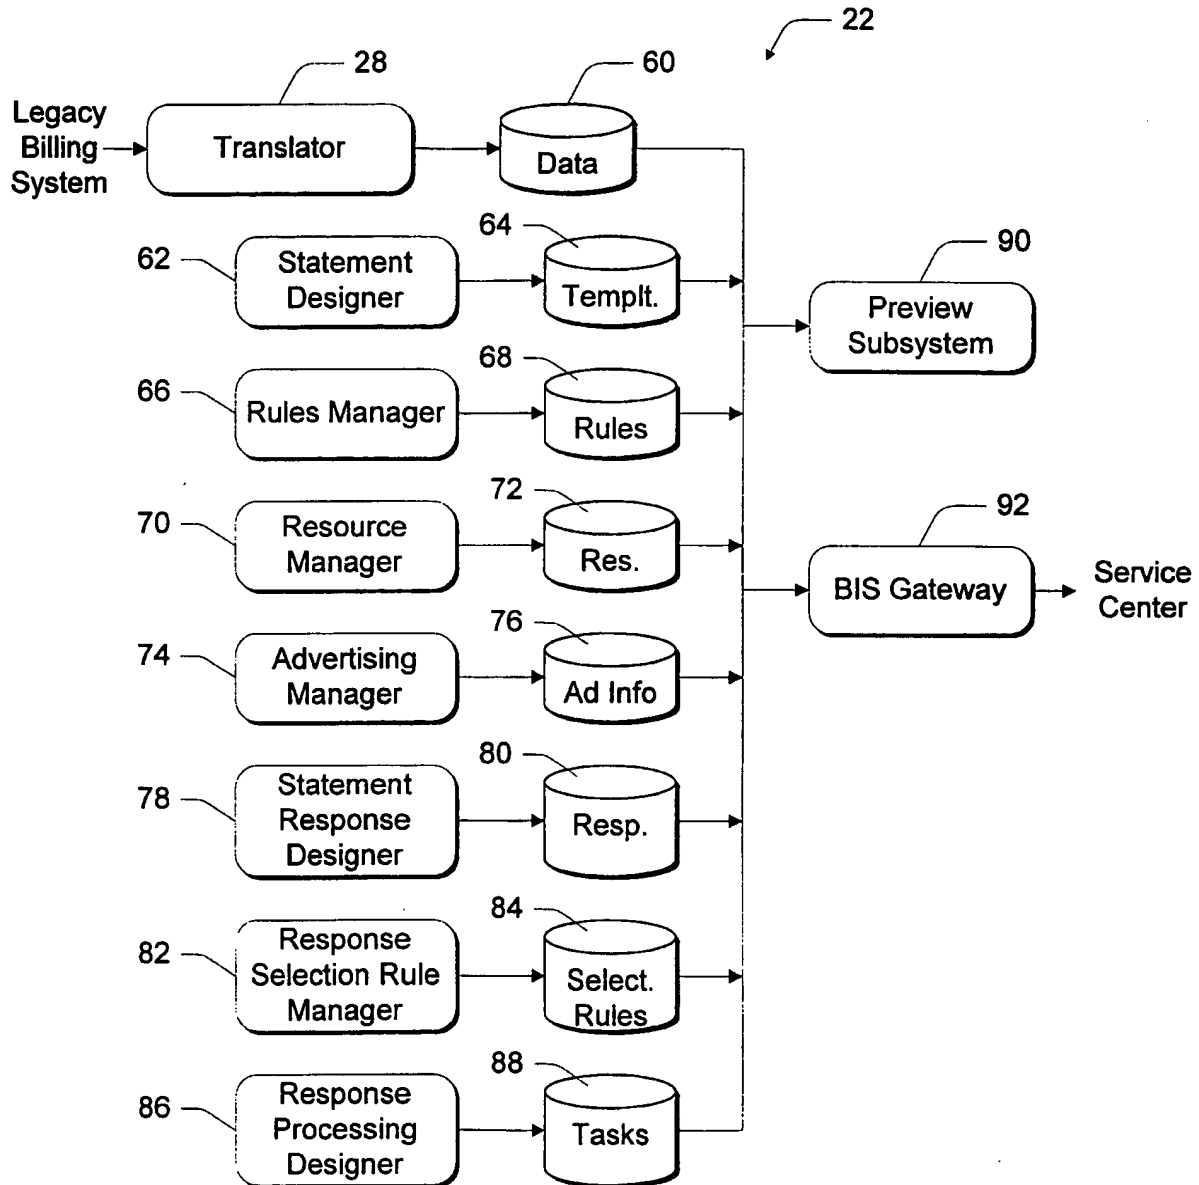 22
28
60
Legacy
Billing
System
Translator
Data
62
Statement
Designer
64
Templt.
90
Preview
Subsystem
66
Rules Manager
68
Rules
70
Resource
Manager
72
Res.
92
BIS Gateway
Service
Center
74
Advertising
Manager
76
Ad Info
78
Statement
Response
Designer
80
Resp.
82
Response
Selection Rule
Manager
84
Select.
Rules
86
Response
Processing
Designer
88
Tasks